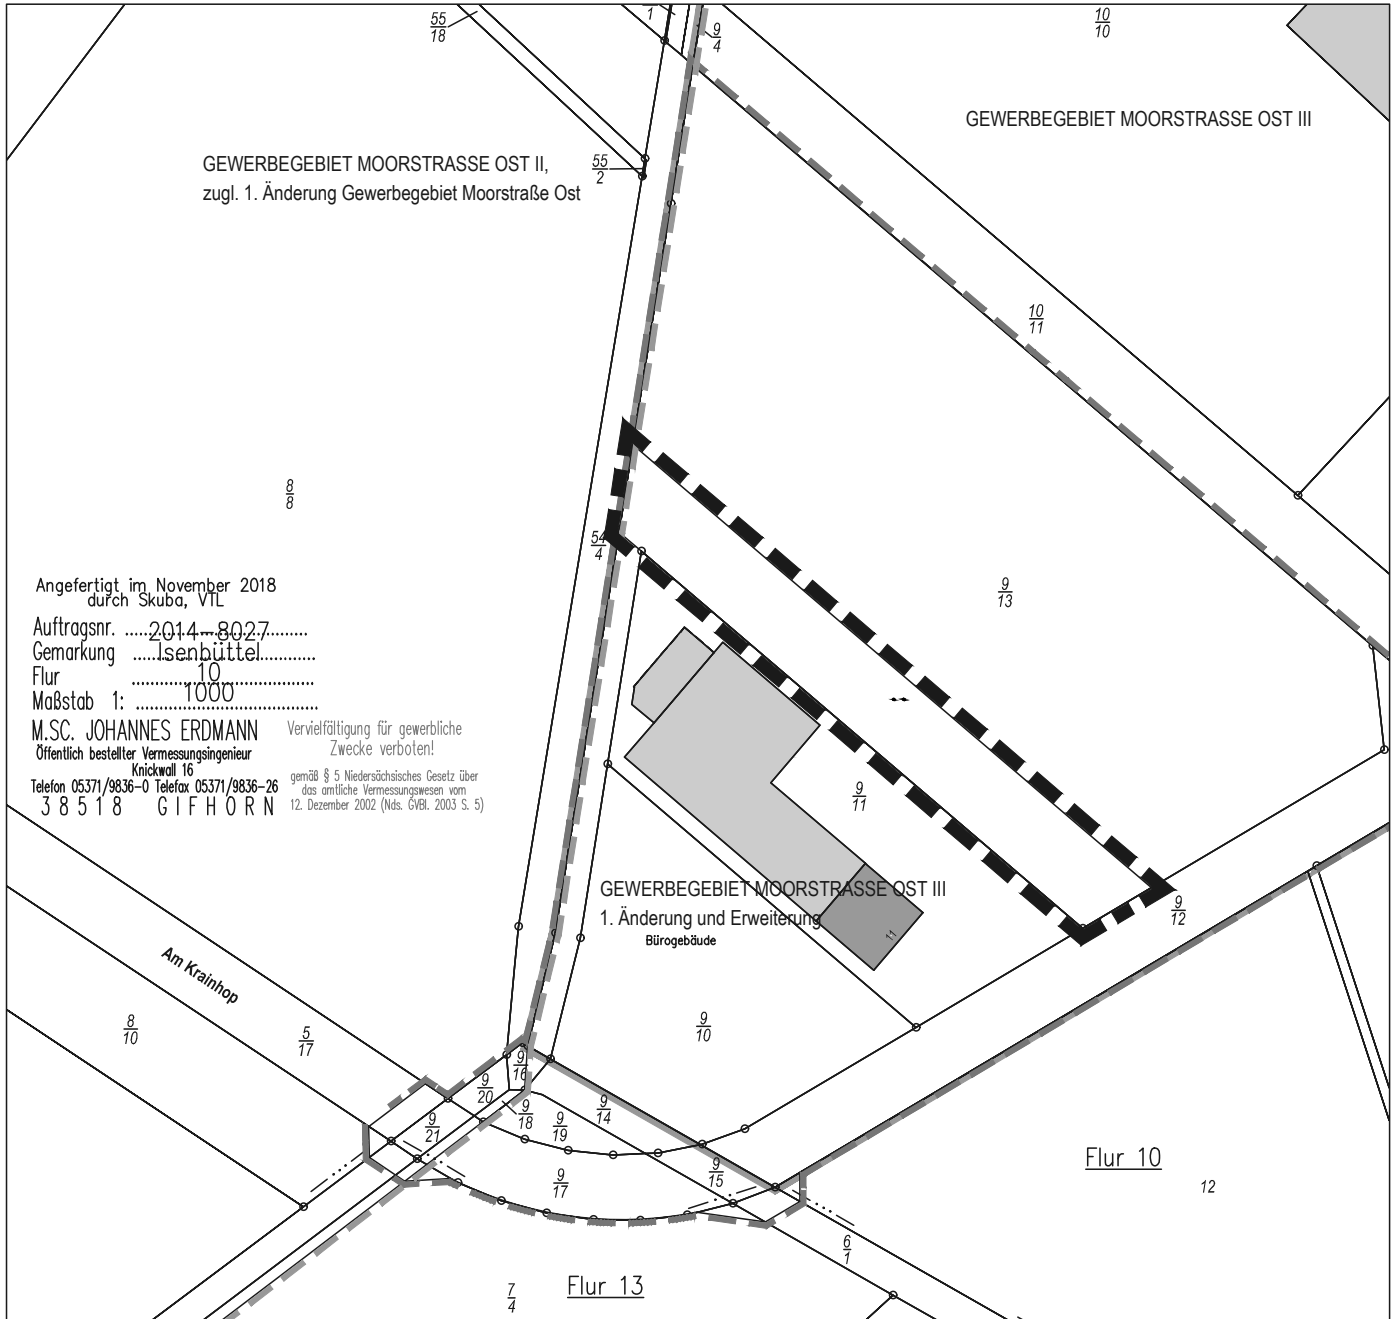 55
18
1
9
4
10
10
GEWERBEGEBIET MOORSTRASSE OST III
GEWERBEGEBIET MOORSTRASSE OST II,
zugl. 1. Änderung Gewerbegebiet Moorstraße Ost
55
2
10
11
8
8
54
4
9
13
Angefertigt im November 2018
durch Skuba, VTL
Auftragsnr. 2014-8027
Gemarkung Isenbüttel
Flur 10
Maßstab 1: 1000
M.SC. JOHANNES ERDMANN
Öffentlich bestellter Vermessungsingenieur
Knickwall 16
Telefon 05371/9836-0 Telefax 05371/9836-26
38518 GIFHORN
Vervielfältigung für gewerbliche
Zwecke verboten!
gemäß § 5 Niedersächsisches Gesetz über
das amtliche Vermessungswesen vom
12. Dezember 2002 (Nds. GVBl. 2003 S. 5)
9
11
GEWERBEGEBIET MOORSTRASSE OST III
1. Änderung und Erweiterung
Bürogebäude
11
9
12
Am Krainhop
8
10
5
17
9
10
9
16
9
20
9
18
9
19
9
14
9
21
9
15
9
17
Flur 10
12
6
1
7
4
Flur 13